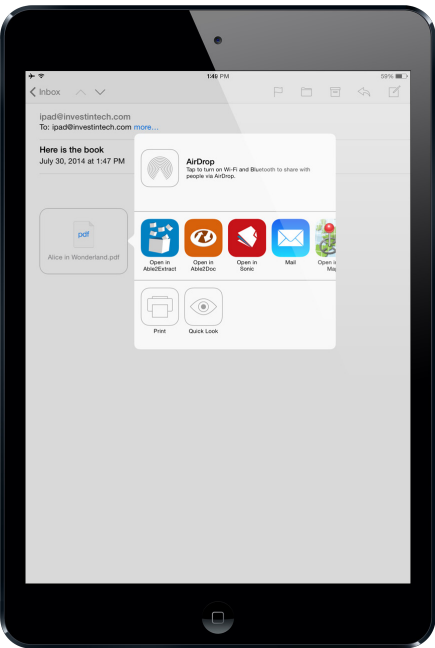 1:49 PM
59%
Inbox
ipad@investintech.com
To: ipad@investintech.com more...
Here is the book
July 30, 2014 at 1:47 PM
pdf
Alice in Wonderland.pdf
AirDrop
Tap to turn on Wi-Fi and Bluetooth to share with
people via AirDrop.
Open in
Able2Extract
Open in
Able2Doc
Open in
Sonic
Mail
Open i
Ma
Print
Quick Look